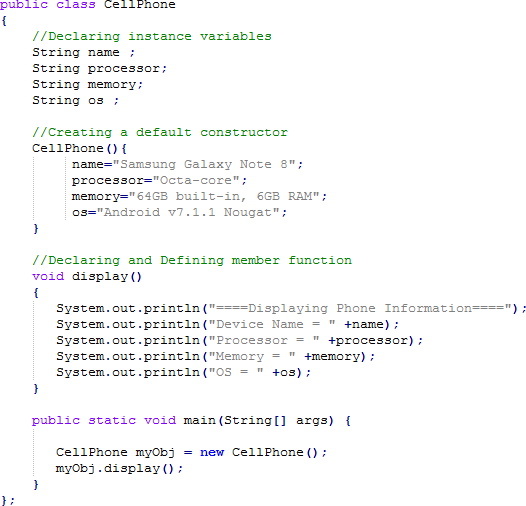 public class CellPhone
{
    //Declaring instance variables
    String name ;
    String processor;
    String memory;
    String os ;

    //Creating a default constructor
    CellPhone(){
         name="Samsung Galaxy Note 8";
         processor="Octa-core";
         memory="64GB built-in, 6GB RAM";
         os="Android v7.1.1 Nougat";
    }

    //Declaring and Defining member function
    void display()
    {
       System.out.println("====Displaying Phone Information====");
       System.out.println("Device Name = " +name);
       System.out.println("Processor = " +processor);
       System.out.println("Memory = " +memory);
       System.out.println("OS = " +os);
    }

    public static void main(String[] args) {

       CellPhone myObj = new CellPhone();
       myObj.display();
    }
};